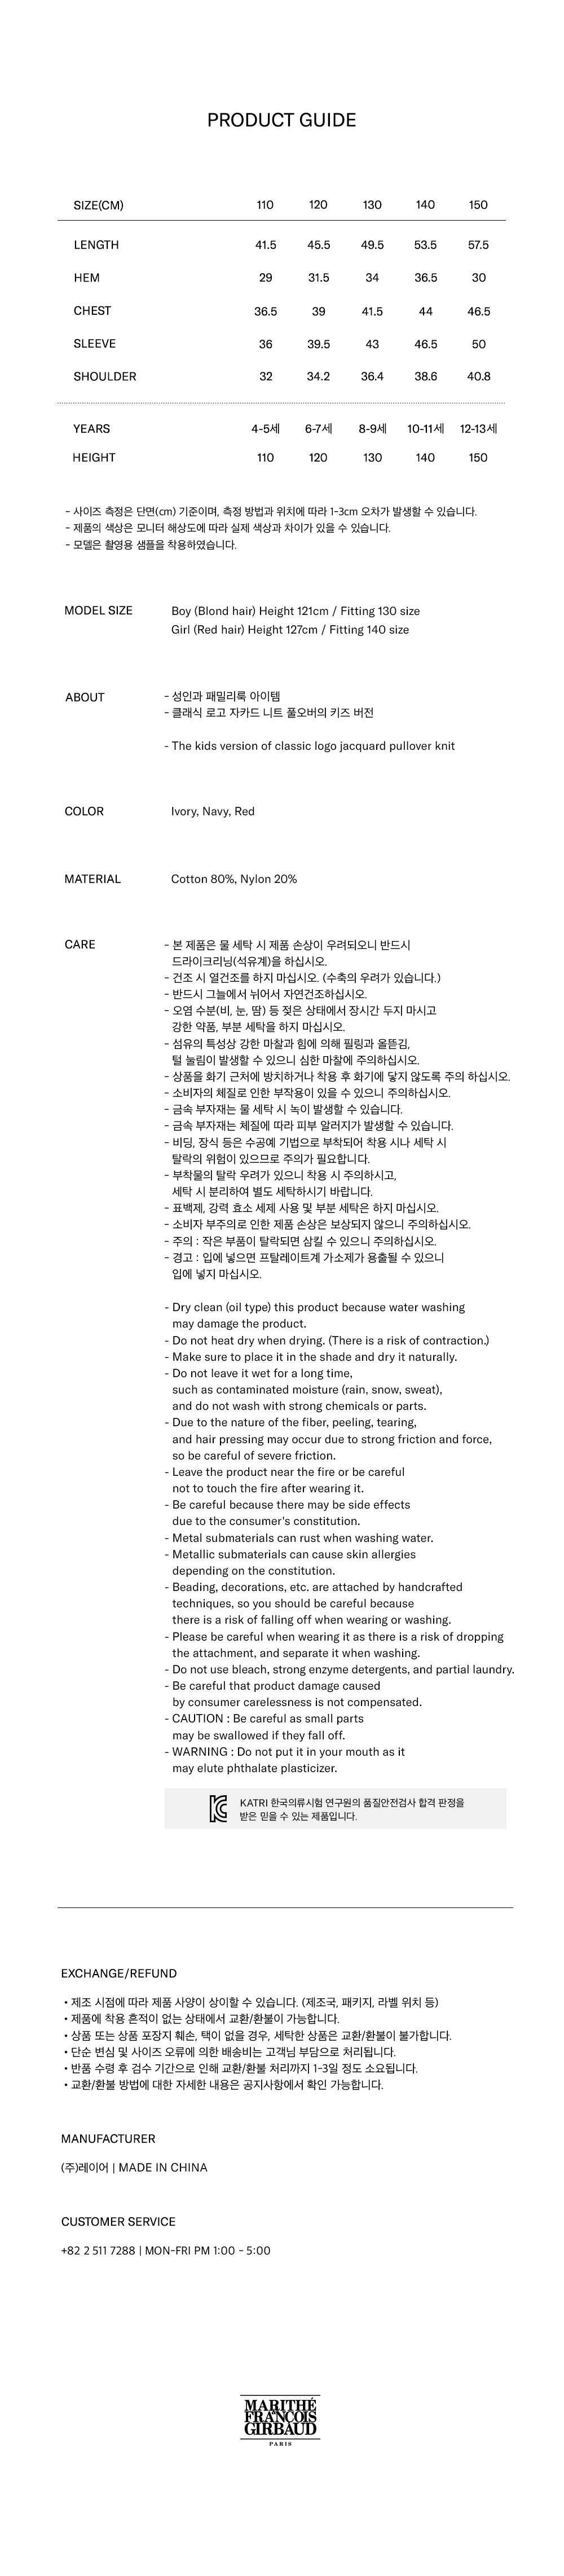 PRODUCT GUIDE
SIZE(CM) 110 120 130 140 150
LENGTH 41.5 45.5 49.5 53.5 57.5
HEM 29 31.5 34 36.5 30
CHEST 36.5 39 41.5 44 46.5
SLEEVE 36 39.5 43 46.5 50
SHOULDER 32 34.2 36.4 38.6 40.8
YEARS 4-5세 6-7세 8-9세 10-11세 12-13세
HEIGHT 110 120 130 140 150
- 사이즈 측정은 단면(cm) 기준이며, 측정 방법과 위치에 따라 1-3cm 오차가 발생할 수 있습니다.
- 제품의 색상은 모니터 해상도에 따라 실제 색상과 차이가 있을 수 있습니다.
- 모델은 촬영용 샘플을 착용하였습니다.
MODEL SIZE Boy (Blond hair) Height 121cm / Fitting 130 size
Girl (Red hair) Height 127cm / Fitting 140 size
ABOUT - 성인과 패밀리룩 아이템
- 클래식 로고 자카드 니트 풀오버의 키즈 버전
- The kids version of classic logo jacquard pullover knit
COLOR Ivory, Navy, Red
MATERIAL Cotton 80%, Nylon 20%
CARE - 본 제품은 물 세탁 시 제품 손상이 우려되오니 반드시
드라이크리닝(석유계)을 하십시오.
- 건조 시 열건조를 하지 마십시오. (수축의 우려가 있습니다.)
- 반드시 그늘에서 뉘어서 자연건조하십시오.
- 오염 수분(비, 눈, 땀) 등 젖은 상태에서 장시간 두지 마시고
강한 약품, 부분 세탁을 하지 마십시오.
- 섬유의 특성상 강한 마찰과 힘에 의해 필링과 올뜯김,
털 눌림이 발생할 수 있으니 심한 마찰에 주의하십시오.
- 상품을 화기 근처에 방치하거나 착용 후 화기에 닿지 않도록 주의 하십시오.
- 소비자의 체질로 인한 부작용이 있을 수 있으니 주의하십시오.
- 금속 부자재는 물 세탁 시 녹이 발생할 수 있습니다.
- 금속 부자재는 체질에 따라 피부 알러지가 발생할 수 있습니다.
- 비딩, 장식 등은 수공예 기법으로 부착되어 착용 시나 세탁 시
탈락의 위험이 있으므로 주의가 필요합니다.
- 부착물의 탈락 우려가 있으니 착용 시 주의하시고,
세탁 시 분리하여 별도 세탁하시기 바랍니다.
- 표백제, 강력 효소 세제 사용 및 부분 세탁은 하지 마십시오.
- 소비자 부주의로 인한 제품 손상은 보상되지 않으니 주의하십시오.
- 주의 : 작은 부품이 탈락되면 삼킬 수 있으니 주의하십시오.
- 경고 : 입에 넣으면 프탈레이트계 가소제가 용출될 수 있으니
입에 넣지 마십시오.
- Dry clean (oil type) this product because water washing
may damage the product.
- Do not heat dry when drying. (There is a risk of contraction.)
- Make sure to place it in the shade and dry it naturally.
- Do not leave it wet for a long time,
such as contaminated moisture (rain, snow, sweat),
and do not wash with strong chemicals or parts.
- Due to the nature of the fiber, peeling, tearing,
and hair pressing may occur due to strong friction and force,
so be careful of severe friction.
- Leave the product near the fire or be careful
not to touch the fire after wearing it.
- Be careful because there may be side effects
due to the consumer's constitution.
- Metal submaterials can rust when washing water.
- Metallic submaterials can cause skin allergies
depending on the constitution.
- Beading, decorations, etc. are attached by handcrafted
techniques, so you should be careful because
there is a risk of falling off when wearing or washing.
- Please be careful when wearing it as there is a risk of dropping
the attachment, and separate it when washing.
- Do not use bleach, strong enzyme detergents, and partial laundry.
- Be careful that product damage caused
by consumer carelessness is not compensated.
- CAUTION : Be careful as small parts
may be swallowed if they fall off.
- WARNING : Do not put it in your mouth as it
may elute phthalate plasticizer.
KATRI 한국의류시험 연구원의 품질안전검사 합격 판정을
받은 믿을 수 있는 제품입니다.
EXCHANGE/REFUND
• 제조 시점에 따라 제품 사양이 상이할 수 있습니다. (제조국, 패키지, 라벨 위치 등)
• 제품에 착용 흔적이 없는 상태에서 교환/환불이 가능합니다.
• 상품 또는 상품 포장지 훼손, 택이 없을 경우, 세탁한 상품은 교환/환불이 불가합니다.
• 단순 변심 및 사이즈 오류에 의한 배송비는 고객님 부담으로 처리됩니다.
• 반품 수령 후 검수 기간으로 인해 교환/환불 처리까지 1-3일 정도 소요됩니다.
• 교환/환불 방법에 대한 자세한 내용은 공지사항에서 확인 가능합니다.
MANUFACTURER
(주)레이어 | MADE IN CHINA
CUSTOMER SERVICE
+82 2 511 7288 | MON-FRI PM 1:00 - 5:00
MARITHÉ
FRANCOIS
GIRBAUD
PARIS